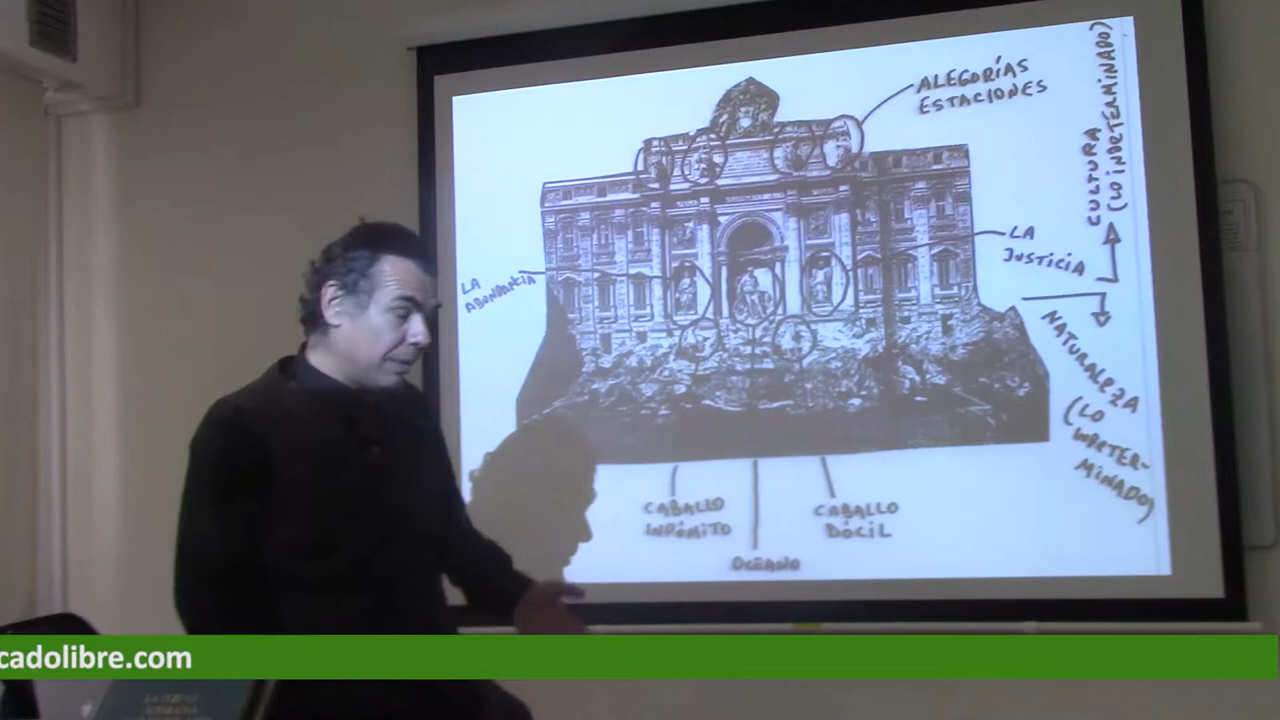 ALEGORÍAS
ESTACIONES
CULTURA
(LO INDETERMINADO)
LA
JUSTICIA
LA
ABUNDANCIA
NATURALEZA
(LO
INDETER-
MINADO)
CABALLO
INDÓMITO
CABALLO
DÓCIL
OCÉANO
cadolibre.com